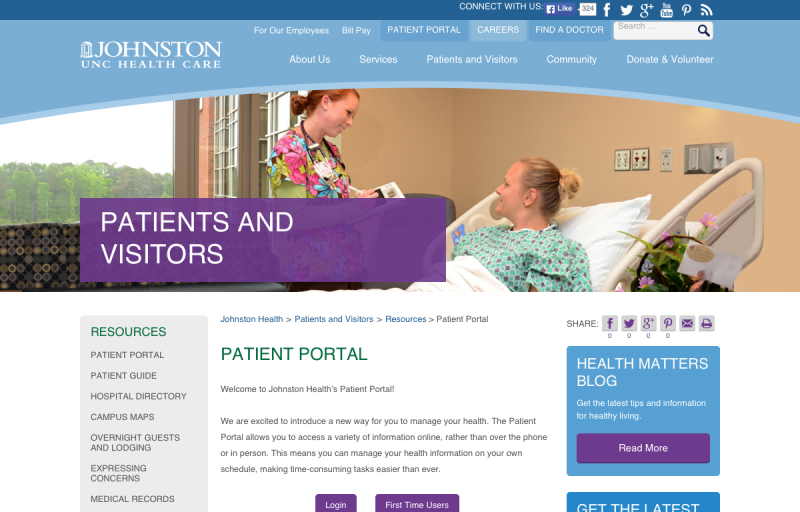 CONNECT WITH US:
Like
324
For Our Employees
Bill Pay
PATIENT PORTAL
CAREERS
FIND A DOCTOR
Search ...
JOHNSTON
UNC HEALTH CARE
About Us
Services
Patients and Visitors
Community
Donate & Volunteer
PATIENTS AND
VISITORS
RESOURCES
PATIENT PORTAL
PATIENT GUIDE
HOSPITAL DIRECTORY
CAMPUS MAPS
OVERNIGHT GUESTS
AND LODGING
EXPRESSING
CONCERNS
MEDICAL RECORDS
Johnston Health > Patients and Visitors > Resources > Patient Portal
PATIENT PORTAL
Welcome to Johnston Health's Patient Portal!
We are excited to introduce a new way for you to manage your health. The Patient
Portal allows you to access a variety of information online, rather than over the phone
or in person. This means you can manage your health information on your own
schedule, making time-consuming tasks easier than ever.
Login
First Time Users
SHARE:
0 0 0 0
HEALTH MATTERS
BLOG
Get the latest tips and information
for healthy living.
Read More
GET THE LATEST